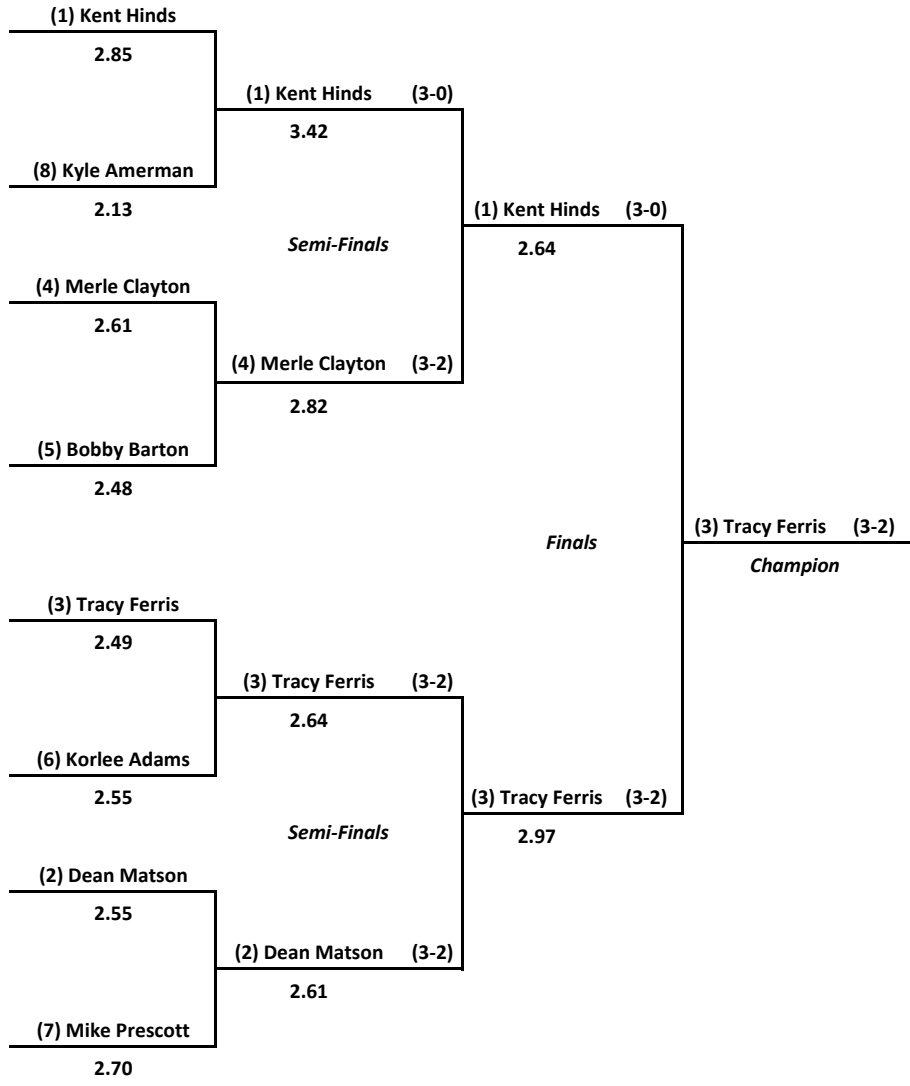 (1) Kent Hinds
2.85
(1) Kent Hinds (3-0)
3.42
(8) Kyle Amerman
2.13
(1) Kent Hinds (3-0)
2.64
Semi-Finals
(4) Merle Clayton
2.61
(4) Merle Clayton (3-2)
2.82
(5) Bobby Barton
2.48
(3) Tracy Ferris (3-2)
Champion
Finals
(3) Tracy Ferris
2.49
(3) Tracy Ferris (3-2)
2.64
(6) Korlee Adams
2.55
(3) Tracy Ferris (3-2)
2.97
Semi-Finals
(2) Dean Matson
2.55
(2) Dean Matson (3-2)
2.61
(7) Mike Prescott
2.70